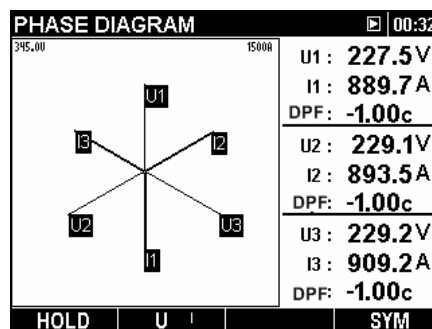 PHASE DIAGRAM 00:32
345.0U 1500A
U1
I3 I2
U2 U3
I1
U1 : 227.5V
I1 : 889.7A
DPF: -1.00c
U2 : 229.1V
I2 : 893.5A
DPF: -1.00c
U3 : 229.2V
I3 : 909.2A
DPF: -1.00c
HOLD U I SYM